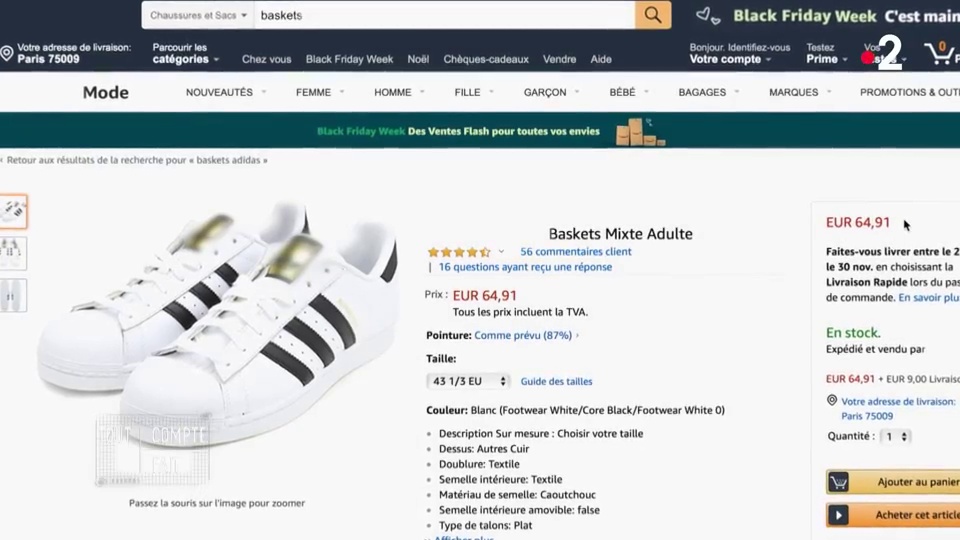 Chaussures et Sacs
baskets
Black Friday Week C'est main
Votre adresse de livraison:
Paris 75009
Parcourir les
catégories
Chez vous
Black Friday Week
Noël
Chèques-cadeaux
Vendre
Aide
Bonjour. Identifiez-vous
Votre compte
Testez
Prime
Vos
2
0
Mode
NOUVEAUTÉS
FEMME
HOMME
FILLE
GARÇON
BÉBÉ
BAGAGES
MARQUES
PROMOTIONS & OUT
Black Friday Week Des Ventes Flash pour toutes vos envies
‹ Retour aux résultats de la recherche pour « baskets adidas »
Baskets Mixte Adulte
56 commentaires client
| 16 questions ayant reçu une réponse
Prix : EUR 64,91
Tous les prix incluent la TVA.
Pointure: Comme prévu (87%) ›
Taille:
43 1/3 EU
Guide des tailles
Couleur: Blanc (Footwear White/Core Black/Footwear White 0)
Description Sur mesure : Choisir votre taille
Dessus: Autres Cuir
Doublure: Textile
Semelle intérieure: Textile
Matériau de semelle: Caoutchouc
Semelle intérieure amovible: false
Type de talons: Plat
Afficher plus
TOUT COMPTE
FAIT
Passez la souris sur l'image pour zoomer
EUR 64,91
Faites-vous livrer entre le 2
le 30 nov. en choisissant la
Livraison Rapide lors du pas
de commande. En savoir plu
En stock.
Expédié et vendu par
EUR 64,91 + EUR 9,00 Livrais
Votre adresse de livraison:
Paris 75009
Quantité : 1
Ajouter au panier
Acheter cet article